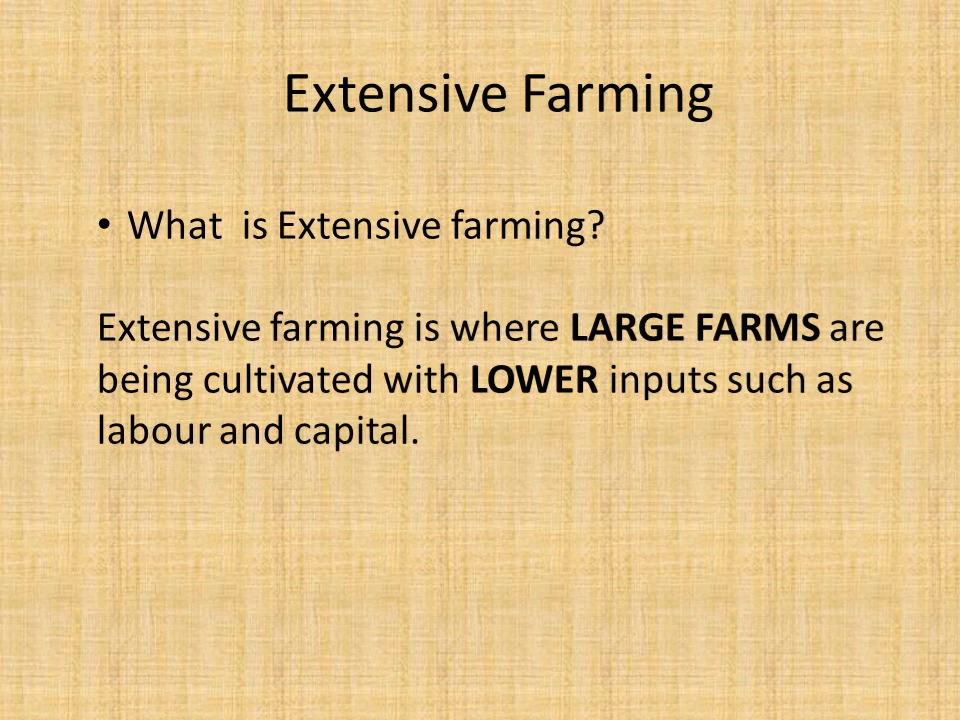 Extensive Farming
• What  is Extensive farming?
Extensive farming is where LARGE FARMS are
being cultivated with LOWER inputs such as
labour and capital.